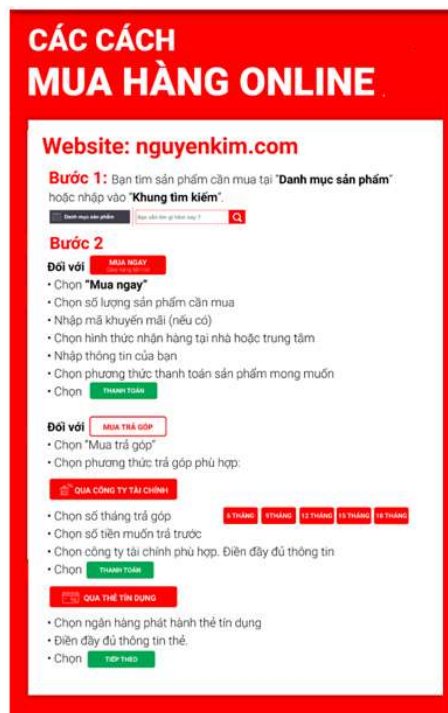 CÁC CÁCH
MUA HÀNG ONLINE
Website: nguyenkim.com
Bước 1: Bạn tìm sản phẩm cần mua tại "Danh mục sản phẩm"
hoặc nhập vào "Khung tìm kiếm".
Danh mục sản phẩm Bạn cần tìm gì hôm nay ?
Bước 2
Đối với MUA NGAY
• Chọn "Mua ngay"
• Chọn số lượng sản phẩm cần mua
• Nhập mã khuyến mãi (nếu có)
• Chọn hình thức nhận hàng tại nhà hoặc trung tâm
• Nhập thông tin của bạn
• Chọn phương thức thanh toán sản phẩm mong muốn
• Chọn THANH TOÁN
Đối với MUA TRẢ GÓP
• Chọn "Mua trả góp"
• Chọn phương thức trả góp phù hợp:
QUA CÔNG TY TÀI CHÍNH
• Chọn số tháng trả góp 6 THÁNG 9 THÁNG 12 THÁNG 15 THÁNG 18 THÁNG
• Chọn số tiền muốn trả trước
• Chọn công ty tài chính phù hợp. Điền đầy đủ thông tin
• Chọn THANH TOÁN
QUA THẺ TÍN DỤNG
• Chọn ngân hàng phát hành thẻ tín dụng
• Điền đầy đủ thông tin thẻ.
• Chọn TIẾP THEO